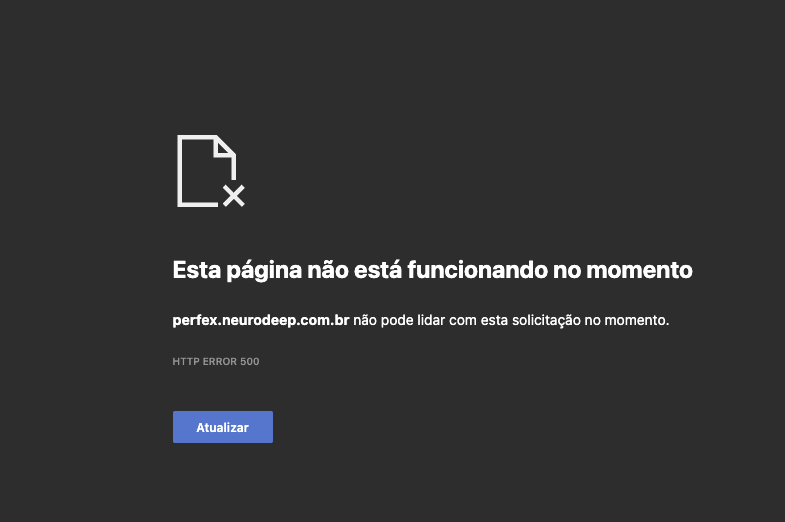 Esta página não está funcionando no momento
perfex.neurodeep.com.br não pode lidar com esta solicitação no momento.
HTTP ERROR 500
Atualizar